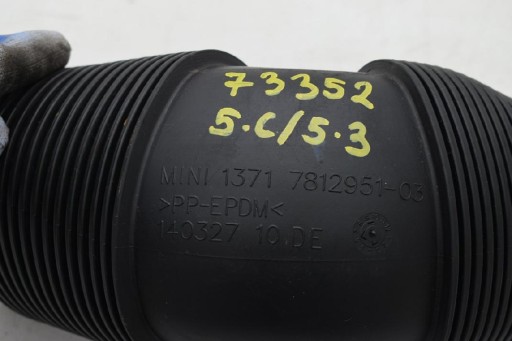 73352
5.C/5.3
MINI 1371 7812951-03
>PP-EPDM<
140327 10 DE